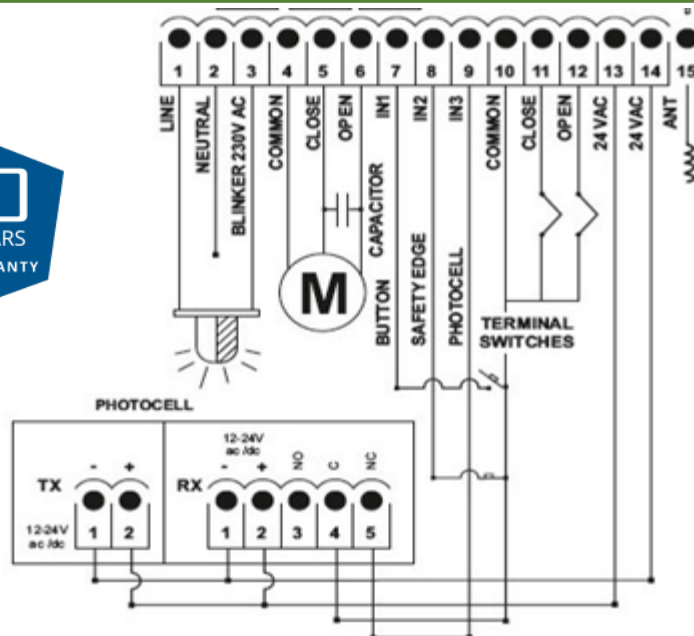 1 2 3 4 5 6 7 8 9 10 11 12 13 14 15
LINE
NEUTRAL
BLINKER 230V AC
COMMON
CLOSE
OPEN
IN1
IN2
IN3
COMMON
CLOSE
OPEN
24 VAC
24 VAC
ANT
CAPACITOR
BUTTON
SAFETY EDGE
PHOTOCELL
M
TERMINAL
SWITCHES
PHOTOCELL
TX
- +
1 2
12-24V
ac /dc
RX
12-24V
ac /dc
- + NO C NC
1 2 3 4 5